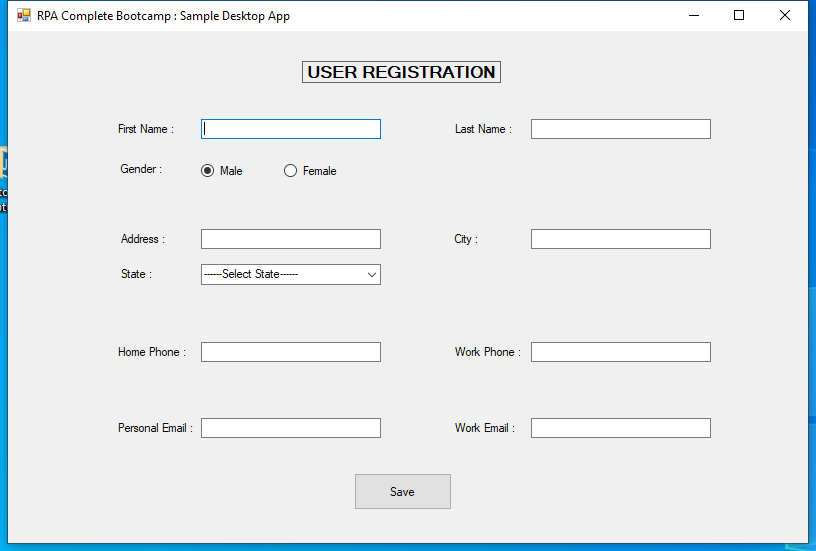 RPA Complete Bootcamp : Sample Desktop App
USER REGISTRATION
First Name :
Last Name :
Gender :
Male
Female
Address :
City :
State :
------Select State------
Home Phone :
Work Phone :
Personal Email :
Work Email :
Save